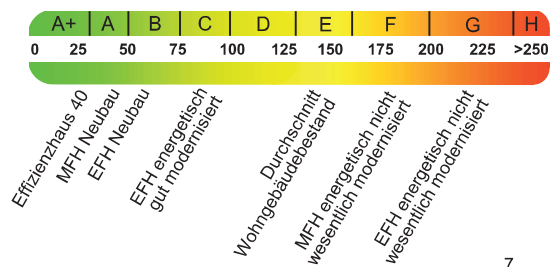 A+ A B C D E F G H
0 25 50 75 100 125 150 175 200 225 >250
Effizienzhaus 40
MFH Neubau
EFH Neubau
EFH energetisch
gut modernisiert
Durchschnitt
Wohngebäudebestand
MFH energetisch nicht
wesentlich modernisiert
EFH energetisch nicht
wesentlich modernisiert
7